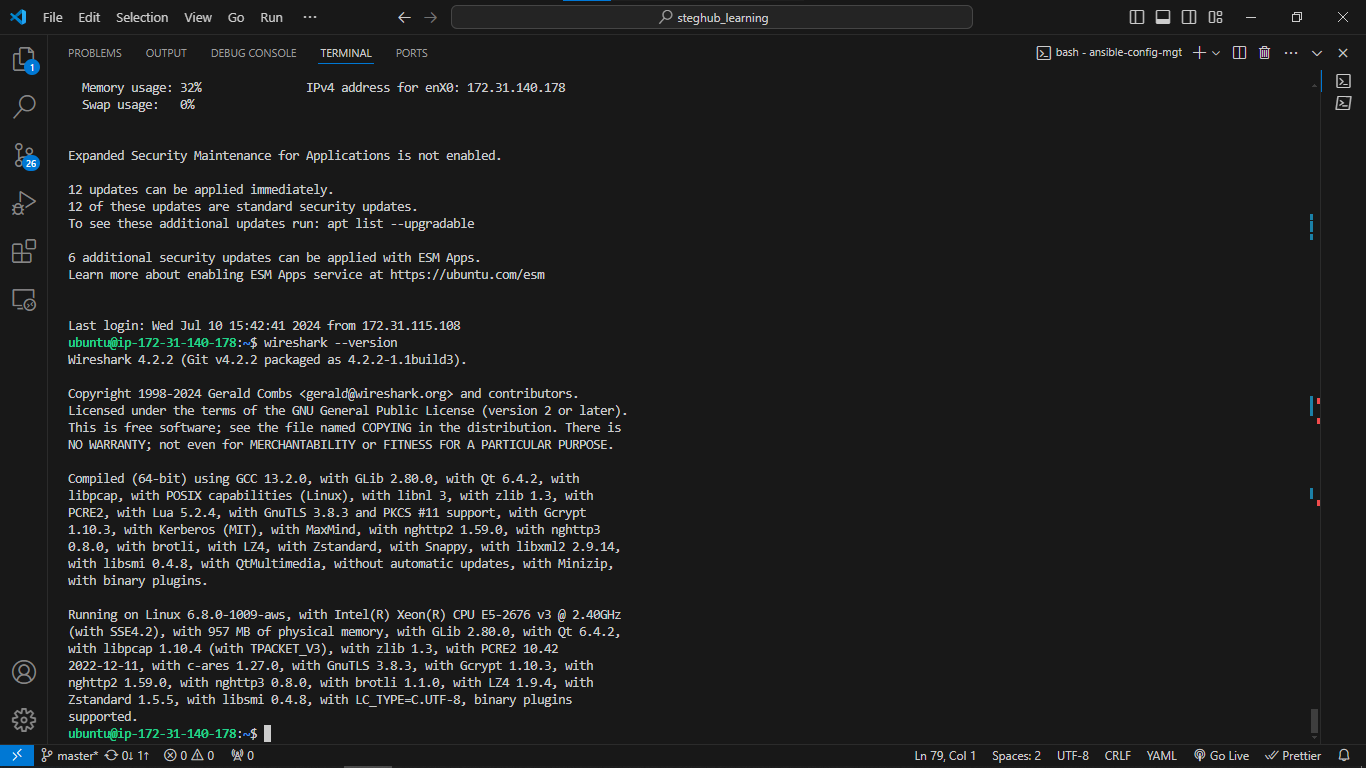 File Edit Selection View Go Run ··· steghub_learning
PROBLEMS OUTPUT DEBUG CONSOLE TERMINAL PORTS bash - ansible-config-mgt
1
26
Memory usage: 32% IPv4 address for enX0: 172.31.140.178
Swap usage: 0%
Expanded Security Maintenance for Applications is not enabled.
12 updates can be applied immediately.
12 of these updates are standard security updates.
To see these additional updates run: apt list --upgradable
6 additional security updates can be applied with ESM Apps.
Learn more about enabling ESM Apps service at https://ubuntu.com/esm
Last login: Wed Jul 10 15:42:41 2024 from 172.31.115.108
ubuntu@ip-172-31-140-178:~$ wireshark --version
Wireshark 4.2.2 (Git v4.2.2 packaged as 4.2.2-1.1build3).
Copyright 1998-2024 Gerald Combs <gerald@wireshark.org> and contributors.
Licensed under the terms of the GNU General Public License (version 2 or later).
This is free software; see the file named COPYING in the distribution. There is
NO WARRANTY; not even for MERCHANTABILITY or FITNESS FOR A PARTICULAR PURPOSE.
Compiled (64-bit) using GCC 13.2.0, with GLib 2.80.0, with Qt 6.4.2, with
libpcap, with POSIX capabilities (Linux), with libnl 3, with zlib 1.3, with
PCRE2, with Lua 5.2.4, with GnuTLS 3.8.3 and PKCS #11 support, with Gcrypt
1.10.3, with Kerberos (MIT), with MaxMind, with nghttp2 1.59.0, with nghttp3
0.8.0, with brotli, with LZ4, with Zstandard, with Snappy, with libxml2 2.9.14,
with libsmi 0.4.8, with QtMultimedia, without automatic updates, with Minizip,
with binary plugins.
Running on Linux 6.8.0-1009-aws, with Intel(R) Xeon(R) CPU E5-2676 v3 @ 2.40GHz
(with SSE4.2), with 957 MB of physical memory, with GLib 2.80.0, with Qt 6.4.2,
with libpcap 1.10.4 (with TPACKET_V3), with zlib 1.3, with PCRE2 10.42
2022-12-11, with c-ares 1.27.0, with GnuTLS 3.8.3, with Gcrypt 1.10.3, with
nghttp2 1.59.0, with nghttp3 0.8.0, with brotli 1.1.0, with LZ4 1.9.4, with
Zstandard 1.5.5, with libsmi 0.4.8, with LC_TYPE=C.UTF-8, binary plugins
supported.
ubuntu@ip-172-31-140-178:~$
master* 0↓ 1↑ 0 0 0 Ln 79, Col 1 Spaces: 2 UTF-8 CRLF YAML Go Live Prettier